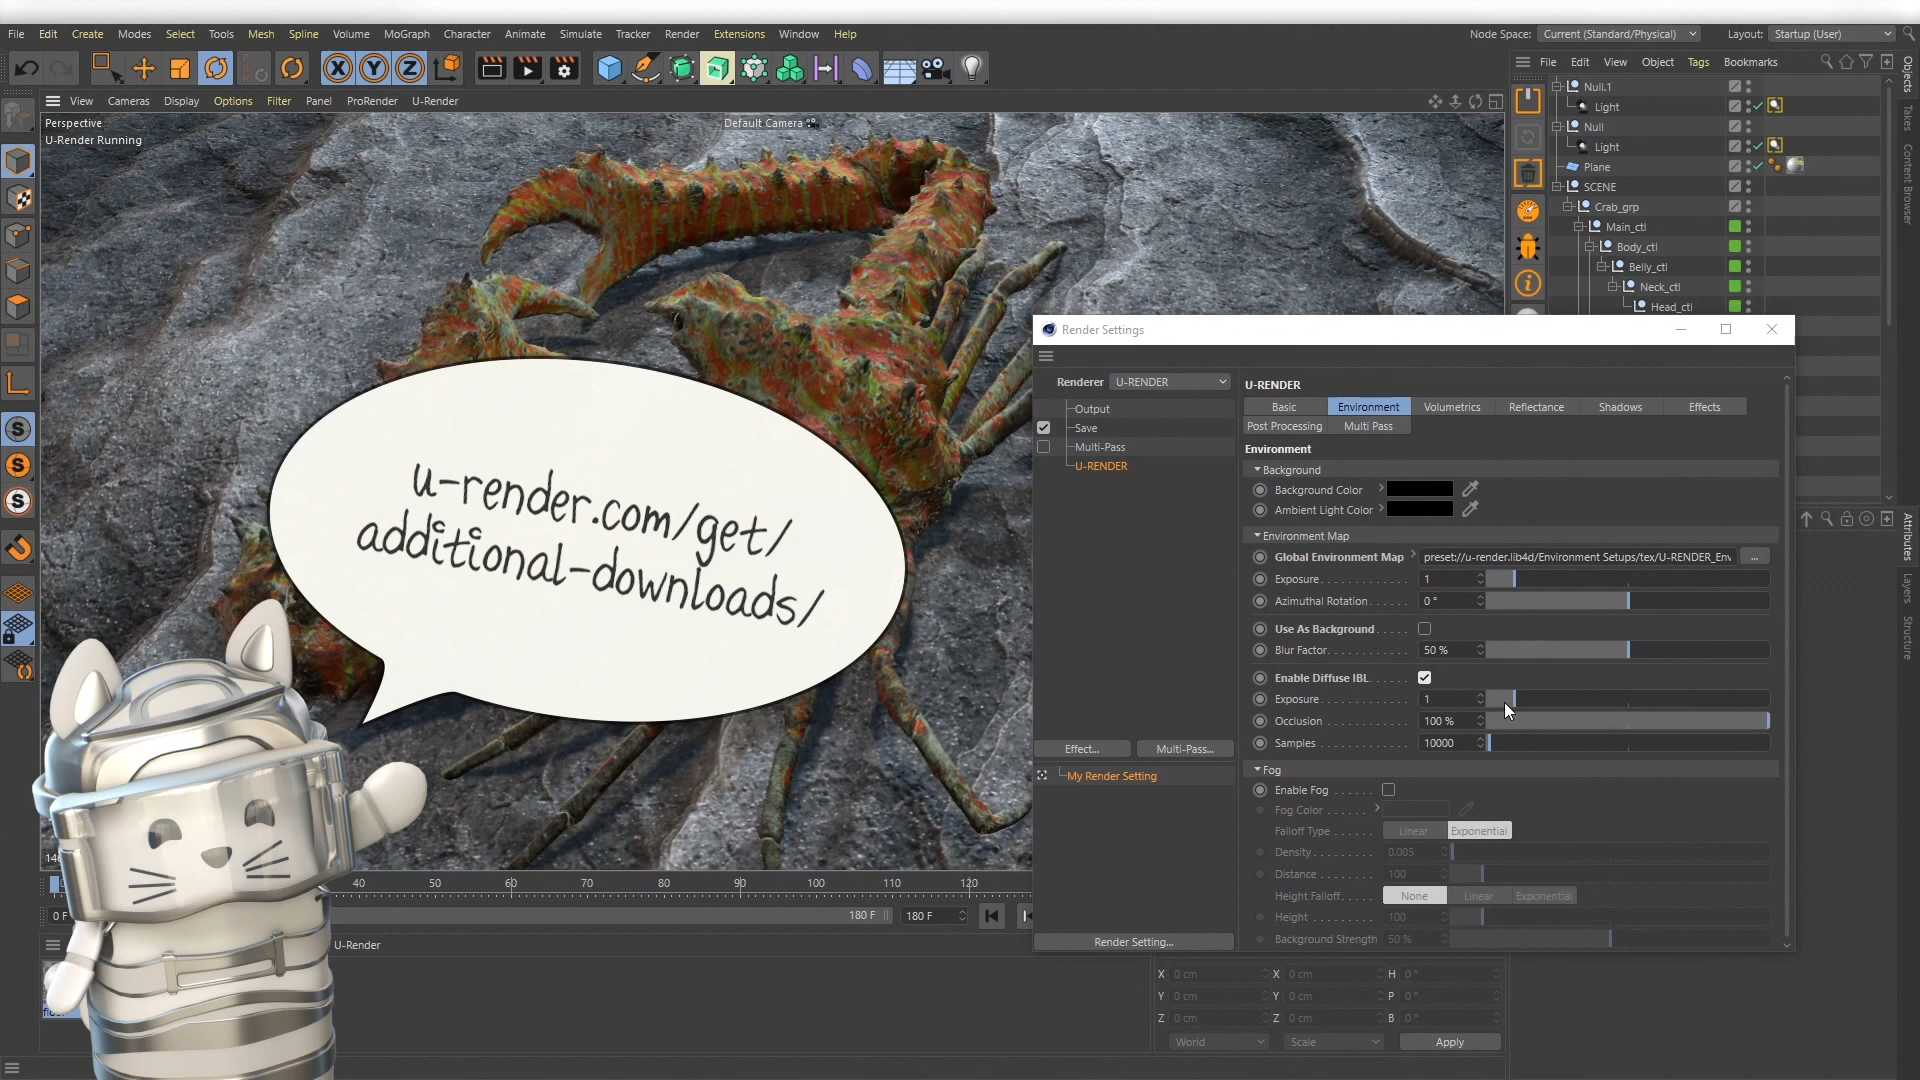 File Edit Create Modes Select Tools Mesh Spline Volume MoGraph Character Animate Simulate Tracker Render Extensions Window Help
Node Space: Current (Standard/Physical) Layout: Startup (User)
File Edit View Object Tags Bookmarks
View Cameras Display Options Filter Panel ProRender U-Render
Perspective
Default Camera
U-Render Running
Null.1
Light
Null
Light
Plane
SCENE
Crab_grp
Main_ctl
Body_ctl
Belly_ctl
Neck_ctl
Head_ctl
Objects
Takes
Content Browser
Attributes
Layers
Structure
u-render.com/get/
additional-downloads/
Render Settings
Renderer U-RENDER
Output
Save
Multi-Pass
U-RENDER
Effect... Multi-Pass...
My Render Setting
Render Setting...
U-RENDER
Basic Environment Volumetrics Reflectance Shadows Effects
Post Processing Multi Pass
Environment
Background
Background Color
Ambient Light Color
Environment Map
Global Environment Map preset://u-render.lib4d/Environment Setups/tex/U-RENDER_Env ...
Exposure 1
Azimuthal Rotation 0 °
Use As Background
Blur Factor 50 %
Enable Diffuse IBL
Exposure 1
Occlusion 100 %
Samples 10000
Fog
Enable Fog
Fog Color
Falloff Type Linear Exponential
Density 0.005
Distance 100
Height Falloff None Linear Exponential
Height 100
Background Strength 50 %
40 50 60 70 80 90 100 110 120
0 F 180 F 180 F
U-Render
X 0 cm X 0 cm H 0 °
Y 0 cm Y 0 cm P 0 °
Z 0 cm Z 0 cm B 0 °
World Scale Apply